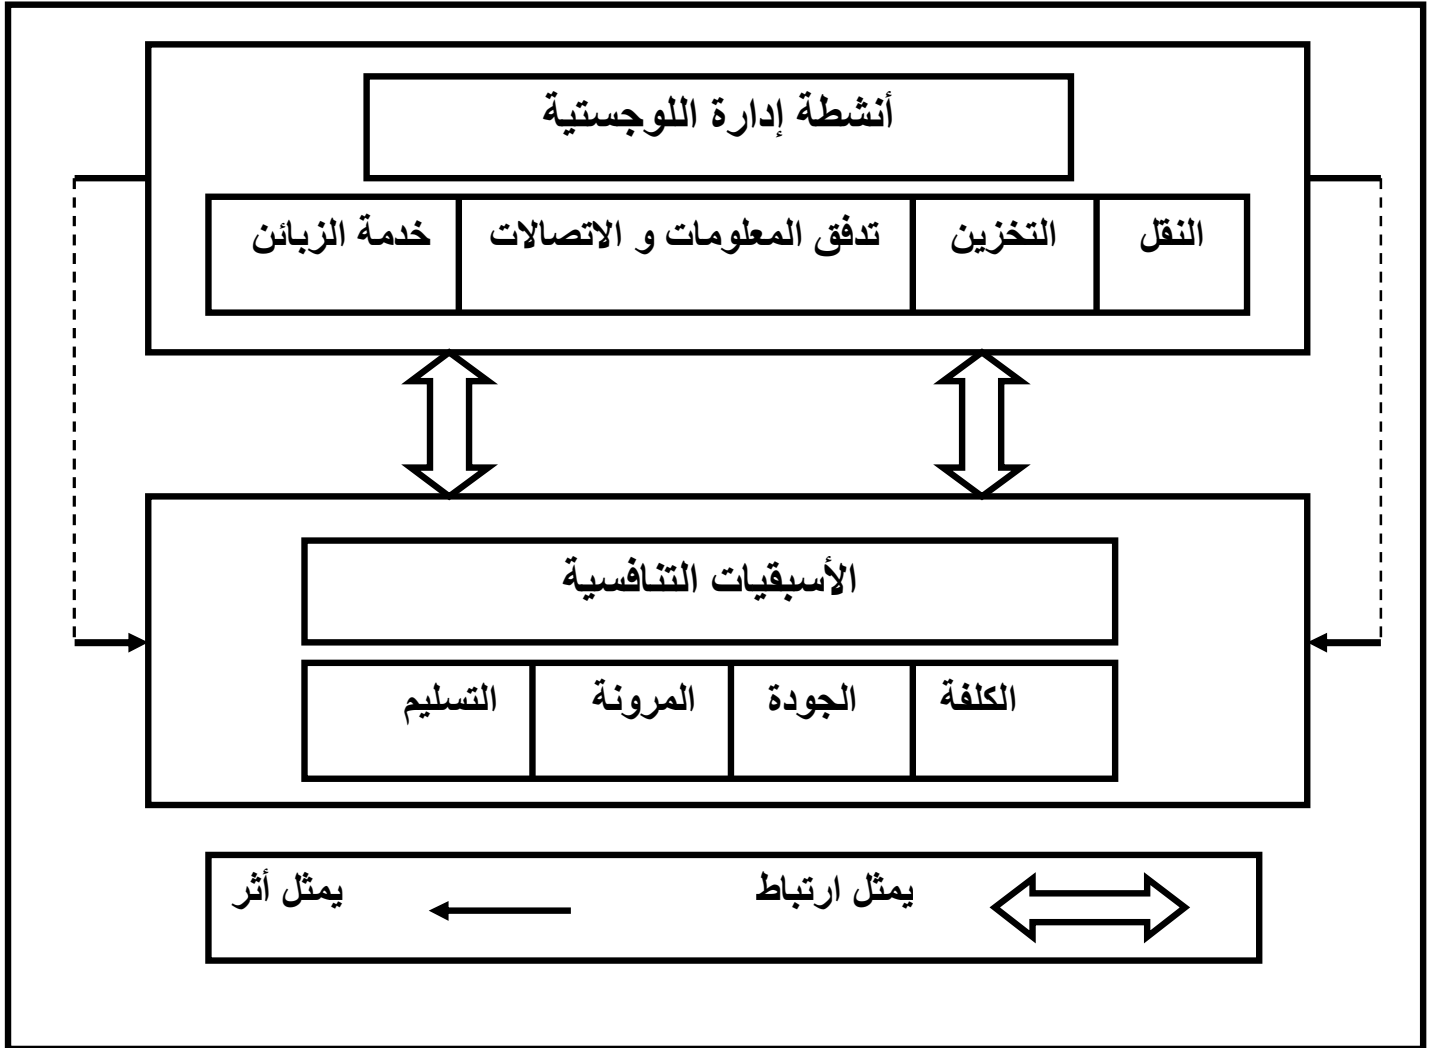 أنشطة إدارة اللوجستية
النقل التخزين تدفق المعلومات و الاتصالات خدمة الزبائن
الأسبقيات التنافسية
الكلفة الجودة المرونة التسليم
يمثل ارتباط يمثل أثر